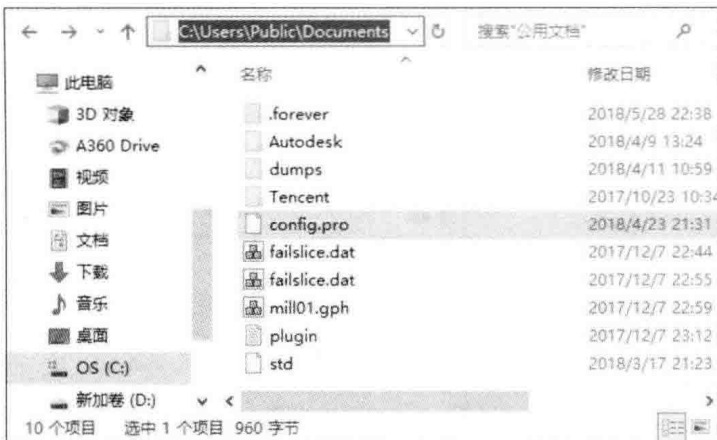 C:\Users\Public\Documents 搜索"公用文档"
名称 修改日期
此电脑
3D 对象
A360 Drive
视频
图片
文档
下载
音乐
桌面
OS (C:)
新加卷 (D:)
.forever 2018/5/28 22:38
Autodesk 2018/4/9 13:24
dumps 2018/4/11 10:59
Tencent 2017/10/23 10:34
config.pro 2018/4/23 21:31
failslice.dat 2017/12/7 22:44
failslice.dat 2017/12/7 22:55
mill01.gph 2017/12/7 22:59
plugin 2017/12/7 23:12
std 2018/3/17 21:23
10 个项目 选中 1 个项目 960 字节